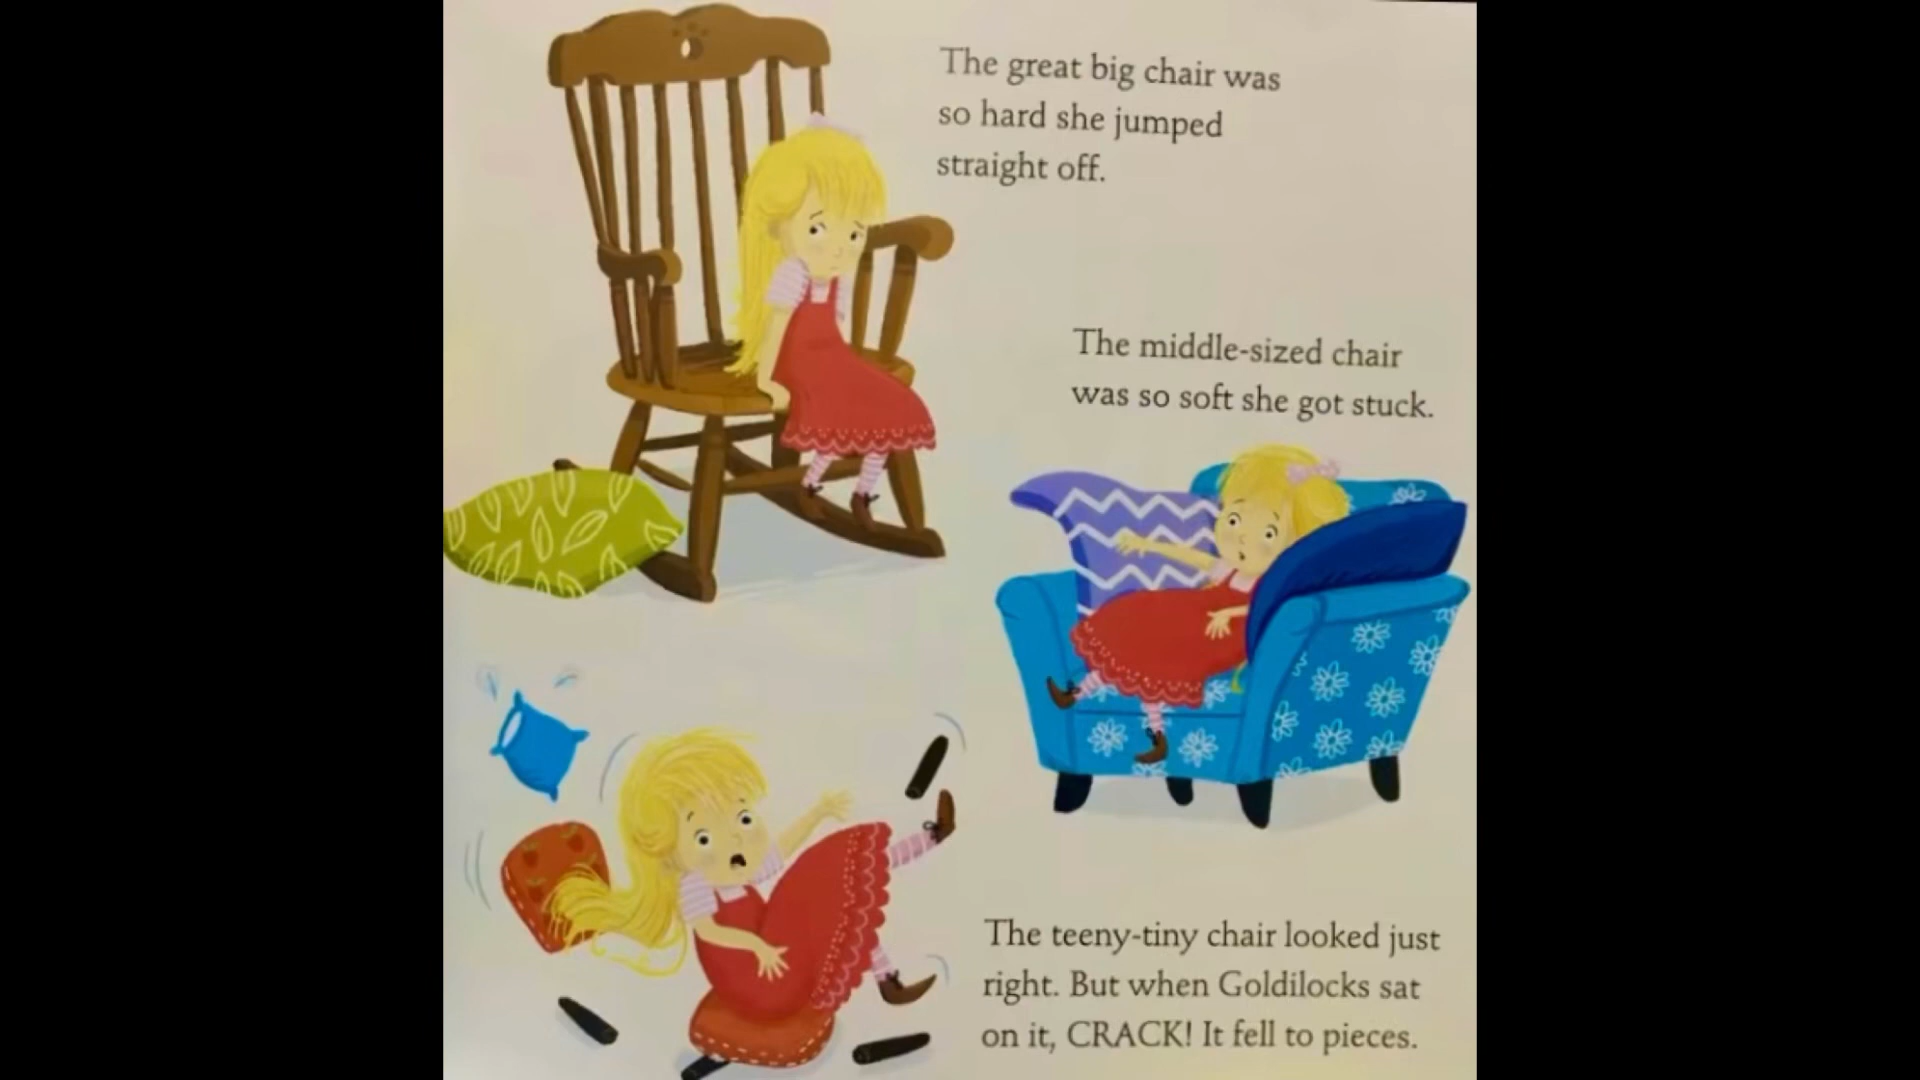 The great big chair was
so hard she jumped
straight off.
The middle-sized chair
was so soft she got stuck.
The teeny-tiny chair looked just
right. But when Goldilocks sat
on it, CRACK! It fell to pieces.